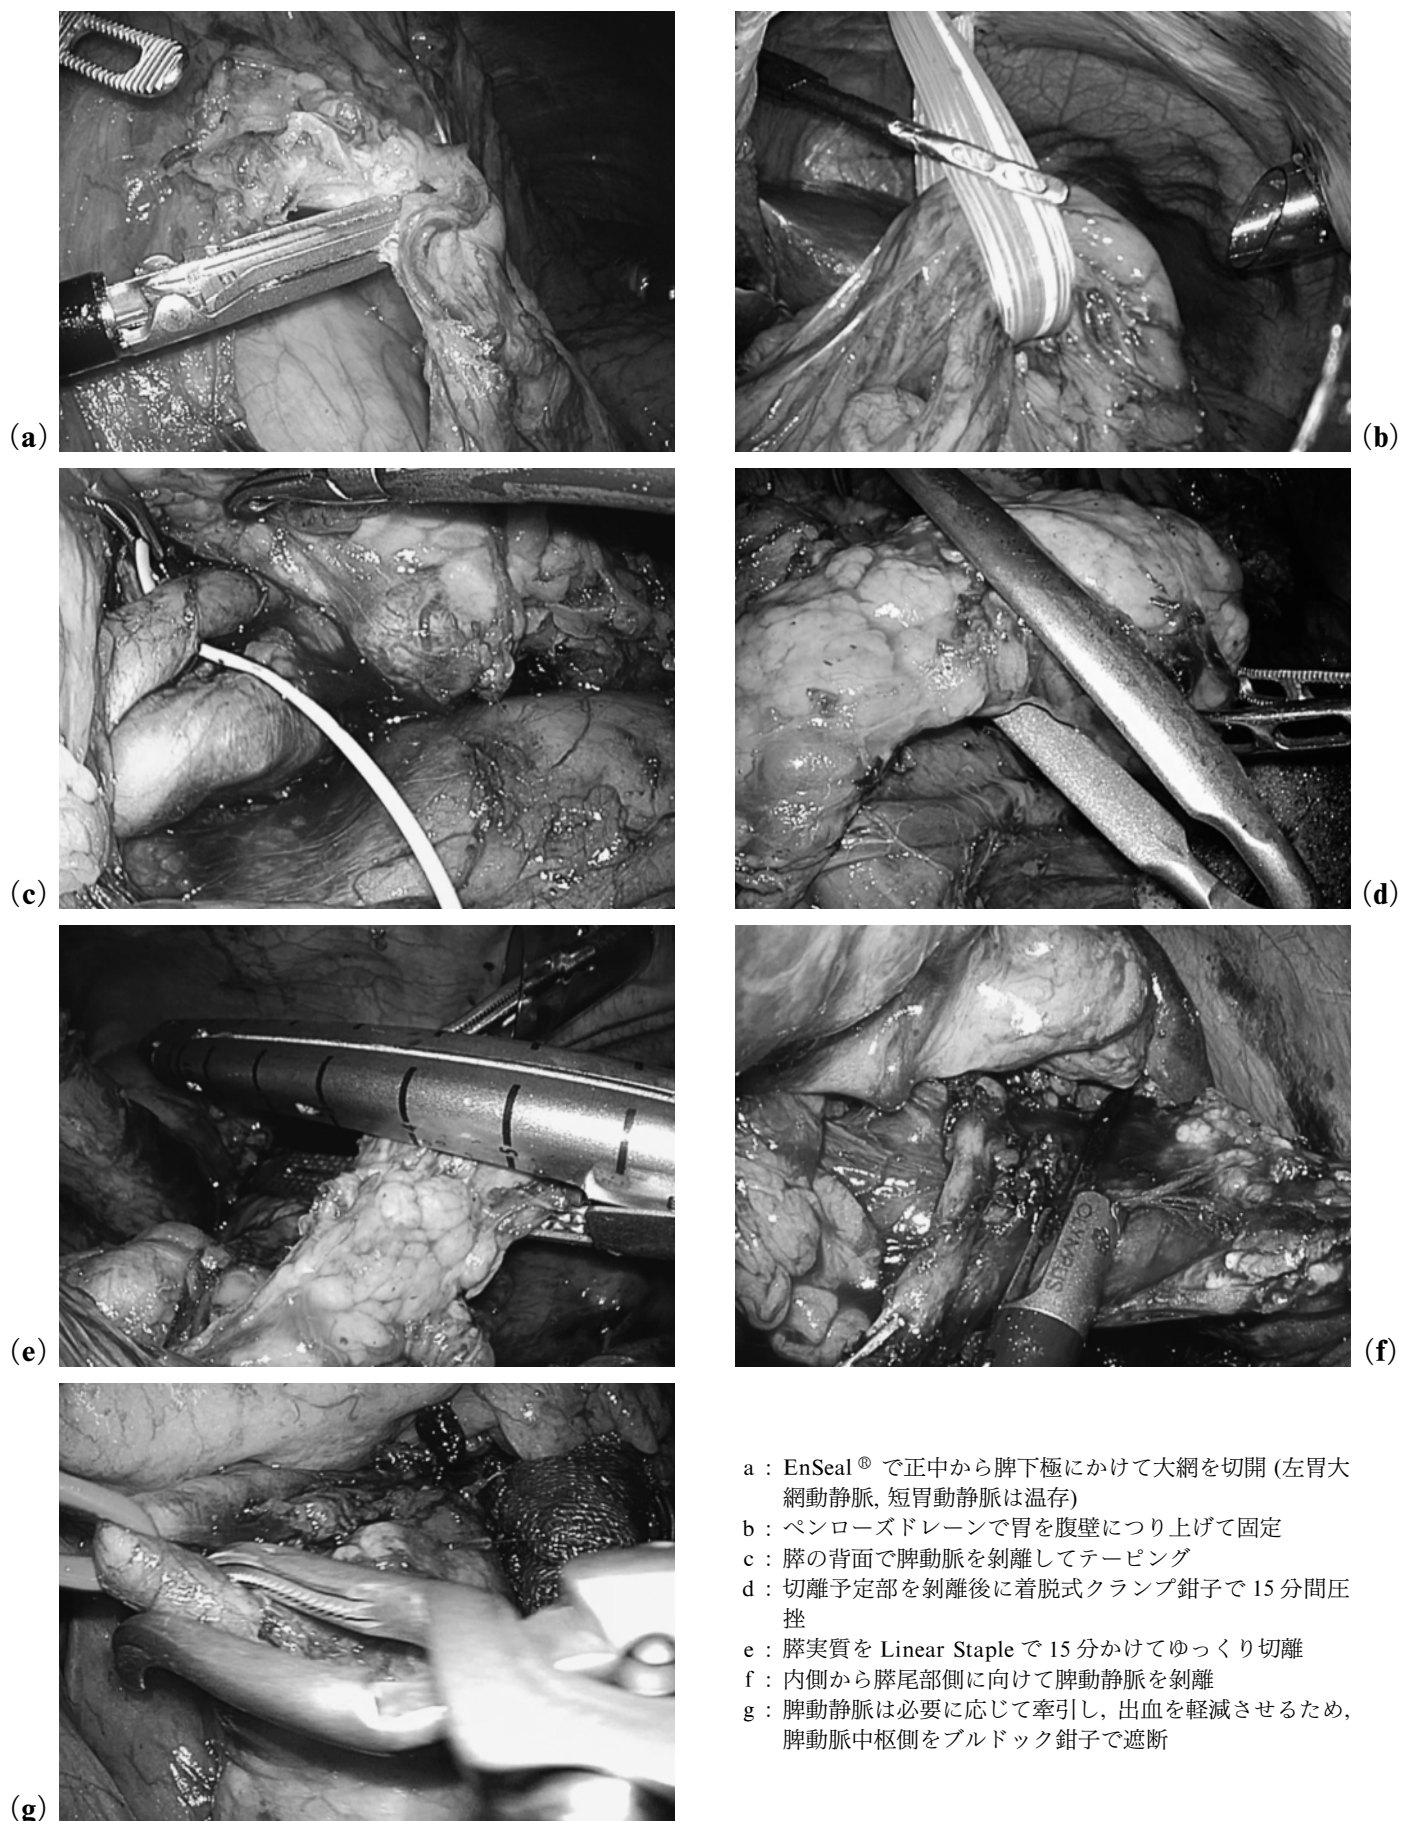 (a)
(b)
(c)
(d)
(e)
OLYMPUS
(f)
(g)
a : EnSeal® で正中から脾下極にかけて大網を切開 (左胃大
網動静脈, 短胃動静脈は温存)
b : ペンローズドレーンで胃を腹壁につり上げて固定
c : 膵の背面で脾動脈を剝離してテーピング
d : 切離予定部を剝離後に着脱式クランプ鉗子で 15 分間圧
挫
e : 膵実質を Linear Staple で 15 分かけてゆっくり切離
f : 内側から膵尾部側に向けて脾動静脈を剝離
g : 脾動静脈は必要に応じて牽引し, 出血を軽減させるため,
脾動脈中枢側をブルドック鉗子で遮断